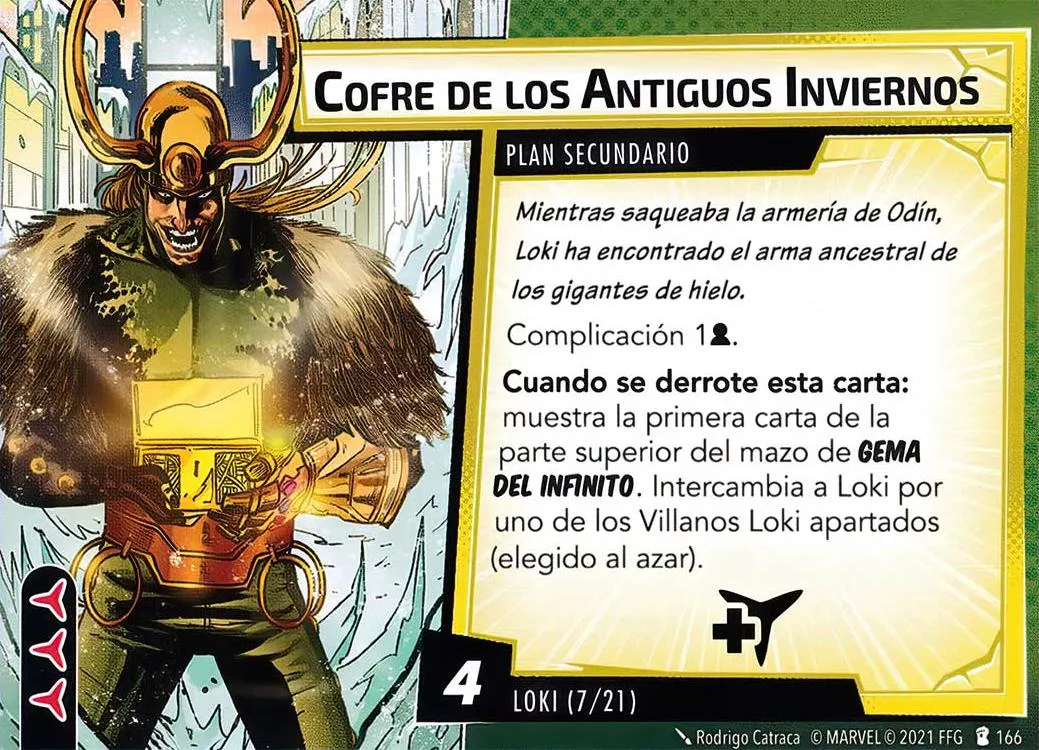 COFRE DE LOS ANTIGUOS INVIERNOS
PLAN SECUNDARIO
Mientras saqueaba la armería de Odín,
Loki ha encontrado el arma ancestral de
los gigantes de hielo.
Complicación 1.
Cuando se derrote esta carta:
muestra la primera carta de la
parte superior del mazo de GEMA
DEL INFINITO. Intercambia a Loki por
uno de los Villanos Loki apartados
(elegido al azar).
4
LOKI (7/21)
Rodrigo Catraca © MARVEL © 2021 FFG 166